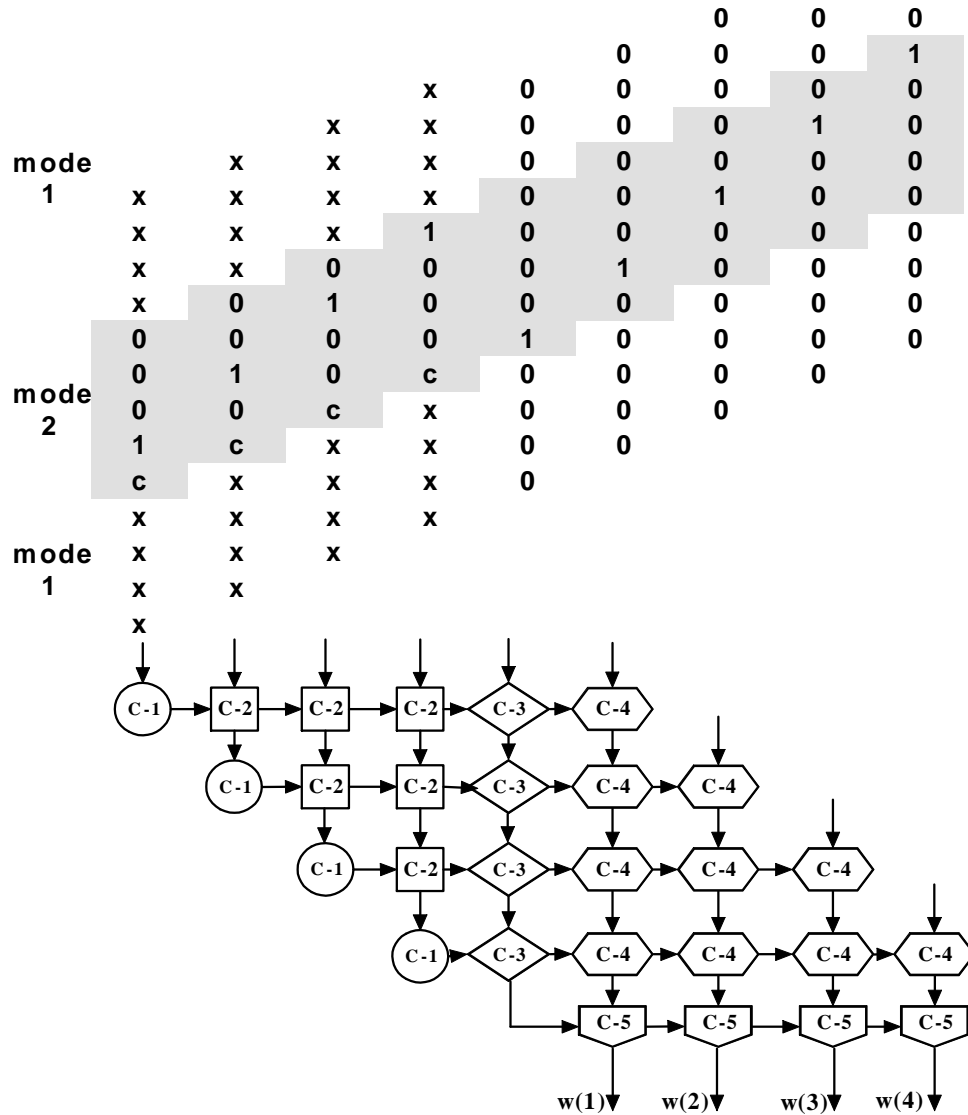 0 0 0
0 0 0 1
x 0 0 0 0 0
x x 0 0 0 1 0
mode x x x 0 0 0 0 0
1 x x x x 0 0 1 0 0
x x x 1 0 0 0 0 0
x x 0 0 0 1 0 0 0
x 0 1 0 0 0 0 0 0
0 0 0 0 1 0 0 0 0
0 1 0 c 0 0 0 0
mode 0 0 c x 0 0 0
2 1 c x x 0 0
c x x x 0
x x x x
mode x x x
1 x x
x
C-1 C-2 C-2 C-2 C-3 C-4
C-1 C-2 C-2 C-3 C-4 C-4
C-1 C-2 C-3 C-4 C-4 C-4
C-1 C-3 C-4 C-4 C-4 C-4
C-5 C-5 C-5 C-5
w(1) w(2) w(3) w(4)